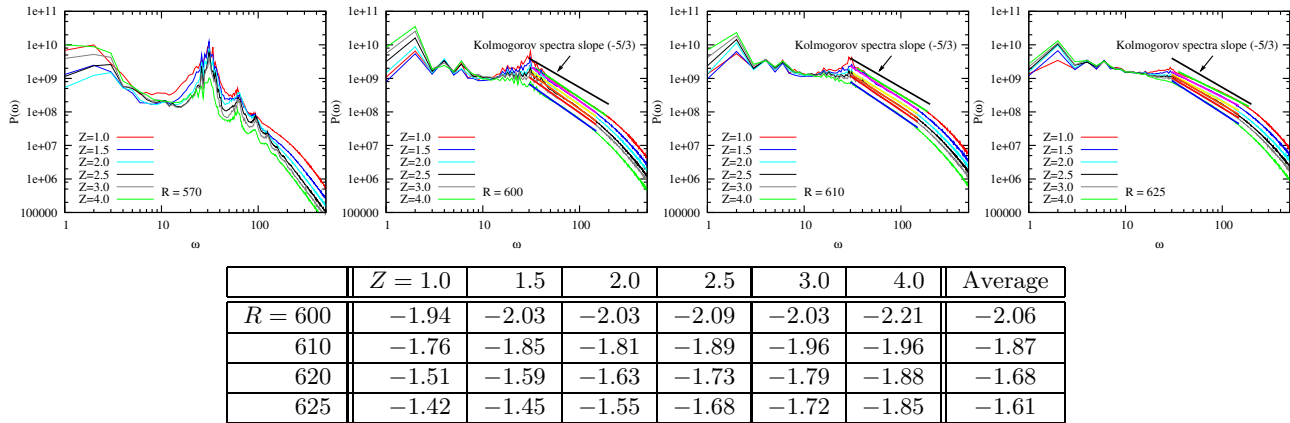 1e+11
1e+10
1e+09
1e+08
1e+07
1e+06
100000
P(ω)
Z=1.0
Z=1.5
Z=2.0
Z=2.5
Z=3.0
Z=4.0
R = 570
1 10 100
ω
1e+11
1e+10
1e+09
1e+08
1e+07
1e+06
100000
P(ω)
Kolmogorov spectra slope (-5/3)
Z=1.0
Z=1.5
Z=2.0
Z=2.5
Z=3.0
Z=4.0
R = 600
1 10 100
ω
1e+11
1e+10
1e+09
1e+08
1e+07
1e+06
100000
P(ω)
Kolmogorov spectra slope (-5/3)
Z=1.0
Z=1.5
Z=2.0
Z=2.5
Z=3.0
Z=4.0
R = 610
1 10 100
ω
1e+11
1e+10
1e+09
1e+08
1e+07
1e+06
100000
P(ω)
Kolmogorov spectra slope (-5/3)
Z=1.0
Z=1.5
Z=2.0
Z=2.5
Z=3.0
Z=4.0
R = 625
1 10 100
ω
Z = 1.0 1.5 2.0 2.5 3.0 4.0 Average
R = 600 −1.94 −2.03 −2.03 −2.09 −2.03 −2.21 −2.06
610 −1.76 −1.85 −1.81 −1.89 −1.96 −1.96 −1.87
620 −1.51 −1.59 −1.63 −1.73 −1.79 −1.88 −1.68
625 −1.42 −1.45 −1.55 −1.68 −1.72 −1.85 −1.61